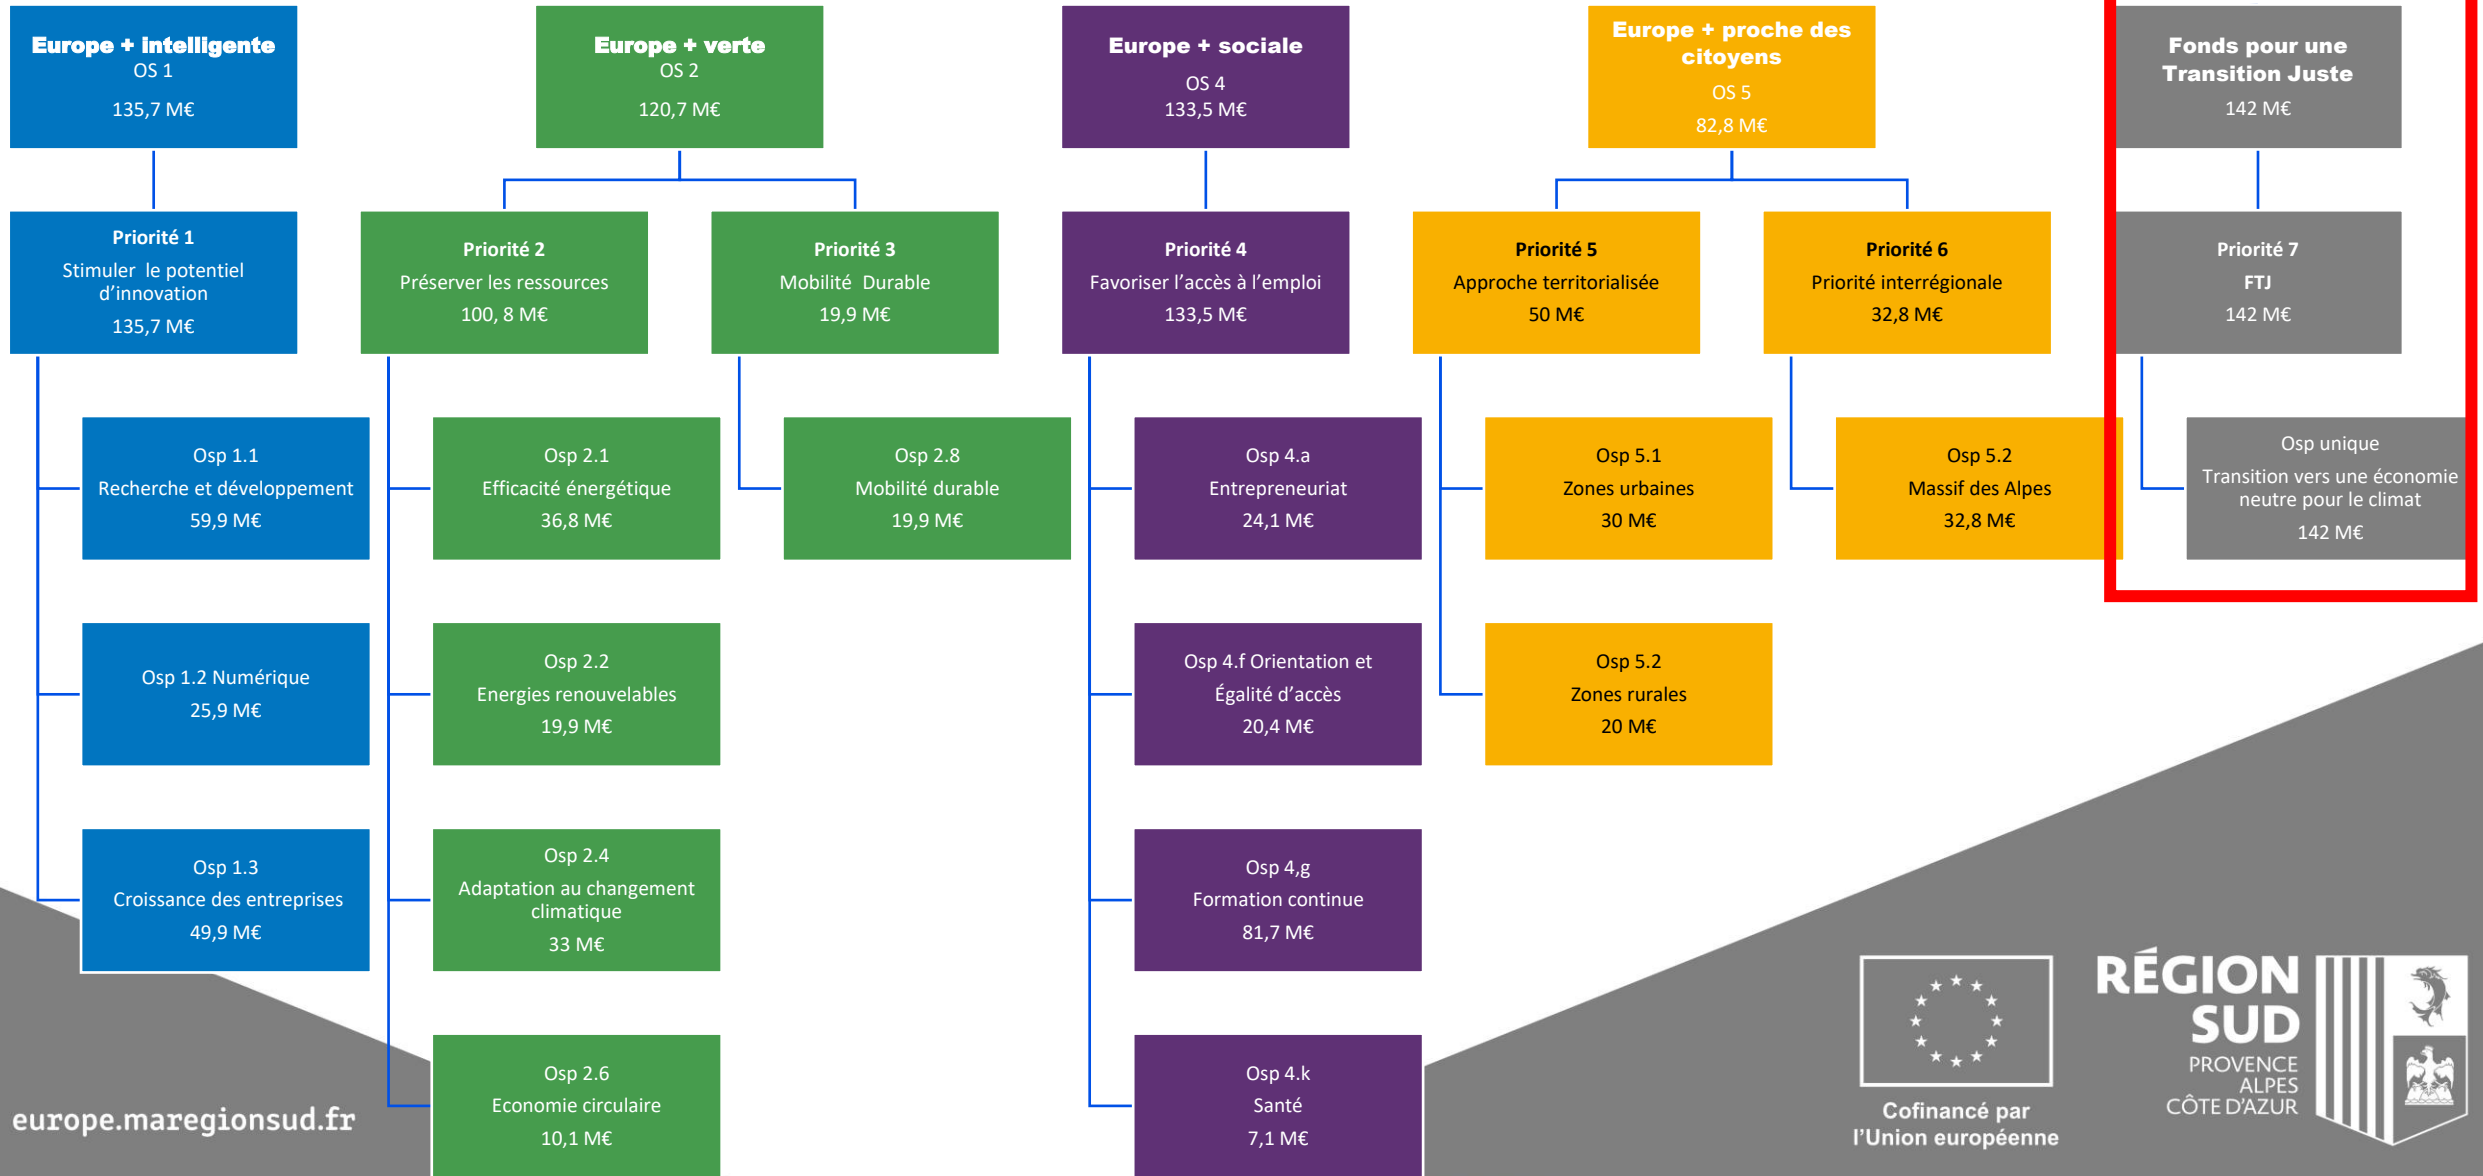 Europe + intelligente
OS 1
135,7 M€
Europe + verte
OS 2
120,7 M€
Europe + sociale
OS 4
133,5 M€
Europe + proche des
citoyens
OS 5
82,8 M€
Fonds pour une
Transition Juste
142 M€
Priorité 1
Stimuler le potentiel
d’innovation
135,7 M€
Priorité 2
Préserver les ressources
100, 8 M€
Priorité 3
Mobilité Durable
19,9 M€
Priorité 4
Favoriser l’accès à l’emploi
133,5 M€
Priorité 5
Approche territorialisée
50 M€
Priorité 6
Priorité interrégionale
32,8 M€
Priorité 7
FTJ
142 M€
Osp 1.1
Recherche et développement
59,9 M€
Osp 2.1
Efficacité énergétique
36,8 M€
Osp 2.8
Mobilité durable
19,9 M€
Osp 4.a
Entrepreneuriat
24,1 M€
Osp 5.1
Zones urbaines
30 M€
Osp 5.2
Massif des Alpes
32,8 M€
Osp unique
Transition vers une économie
neutre pour le climat
142 M€
Osp 1.2 Numérique
25,9 M€
Osp 2.2
Energies renouvelables
19,9 M€
Osp 4.f Orientation et
Égalité d’accès
20,4 M€
Osp 5.2
Zones rurales
20 M€
Osp 1.3
Croissance des entreprises
49,9 M€
Osp 2.4
Adaptation au changement
climatique
33 M€
Osp 4,g
Formation continue
81,7 M€
Osp 2.6
Economie circulaire
10,1 M€
Osp 4.k
Santé
7,1 M€
europe.maregionsud.fr
Cofinancé par
l’Union européenne
RÉGION
SUD
PROVENCE
ALPES
CÔTE D’AZUR